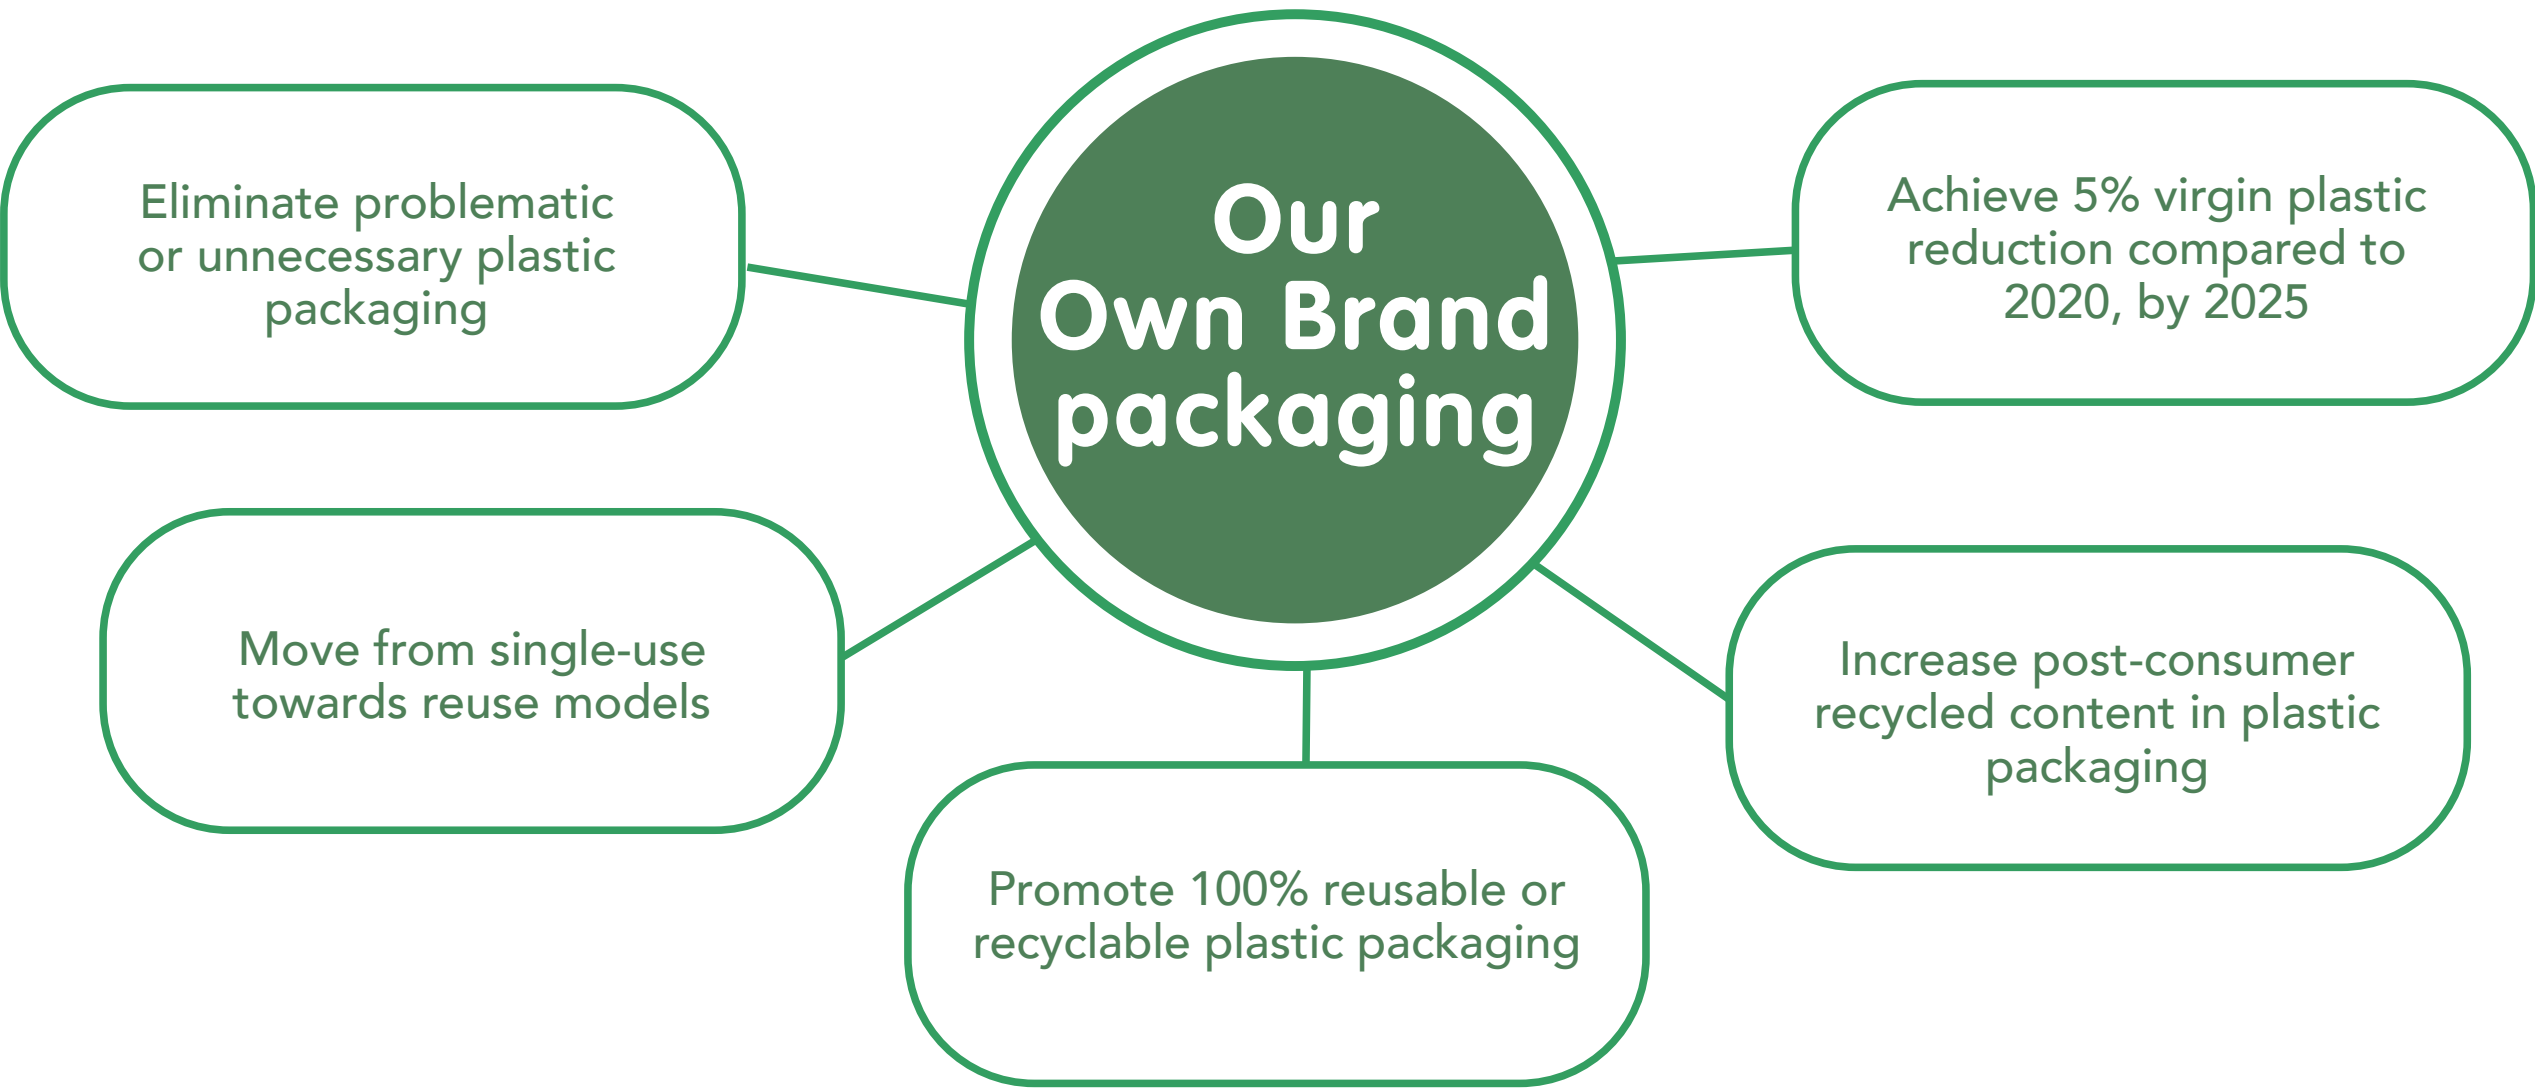 Our
Own Brand
packaging
Eliminate problematic
or unnecessary plastic
packaging
Move from single-use
towards reuse models
Promote 100% reusable or
recyclable plastic packaging
Increase post-consumer
recycled content in plastic
packaging
Achieve 5% virgin plastic
reduction compared to
2020, by 2025